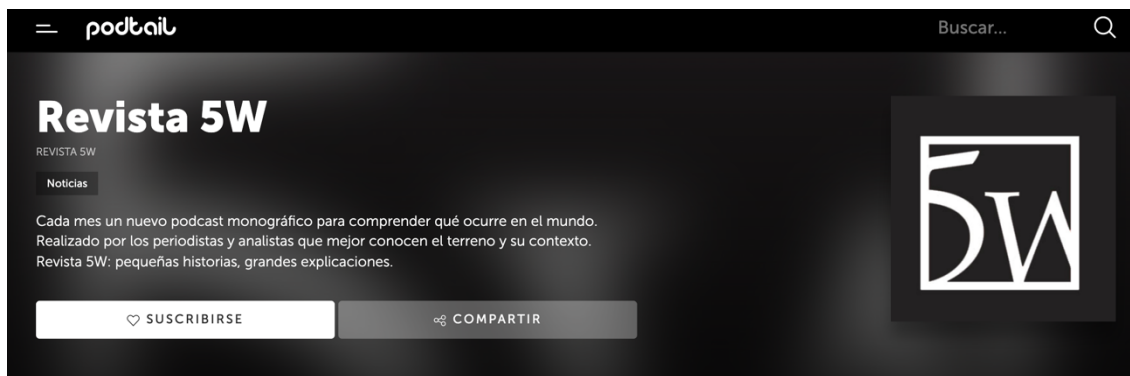 podtail
Buscar...
Revista 5W
REVISTA 5W
Noticias
Cada mes un nuevo podcast monográfico para comprender qué ocurre en el mundo.
Realizado por los periodistas y analistas que mejor conocen el terreno y su contexto.
Revista 5W: pequeñas historias, grandes explicaciones.
SUSCRIBIRSE
COMPARTIR
5W